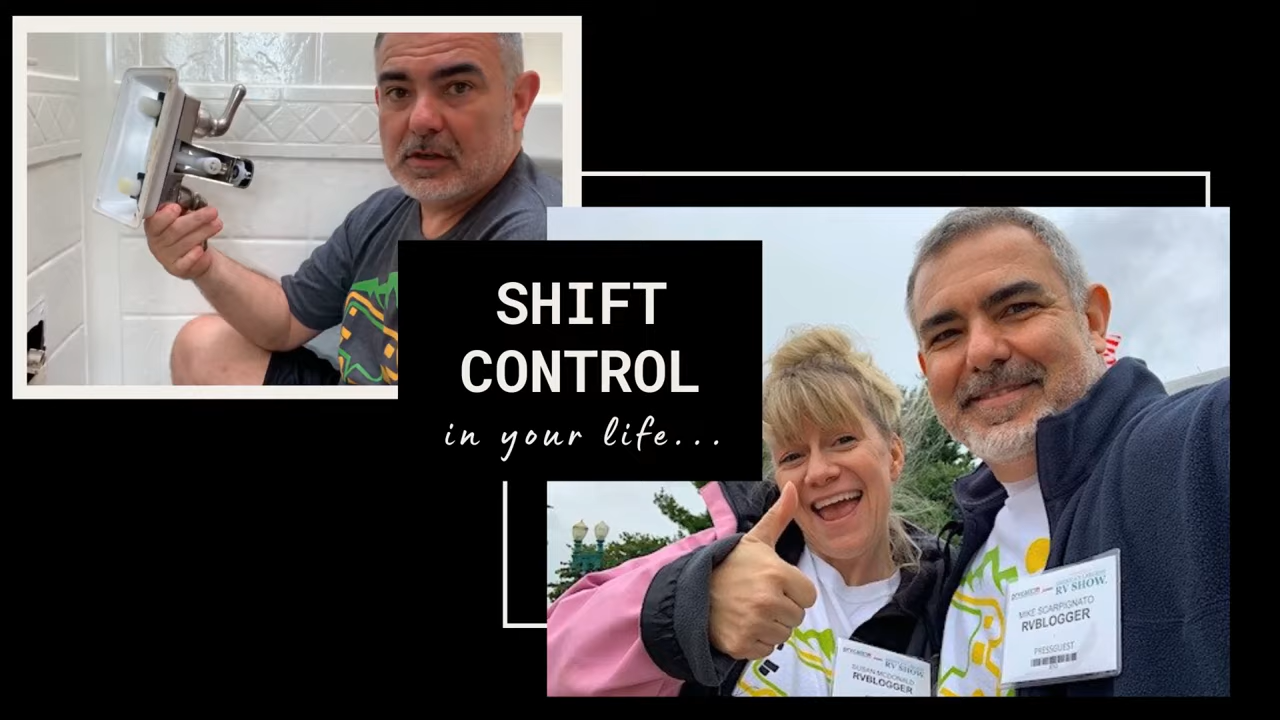 SHIFT
CONTROL
in your life...
RV SHOW.
MIKE SCARPIGNATO
RVBLOGGER
PRESSGUEST
RV SHOW
SUSAN MCDONALD
RVBLOGGER